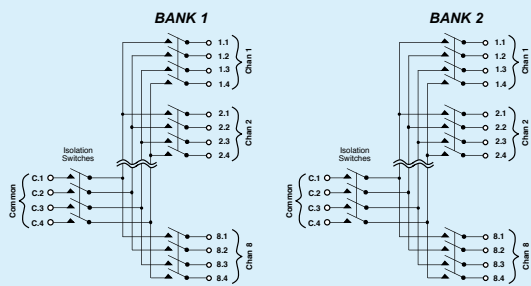 BANK 1
1.1
1.2
1.3
1.4
Chan 1
2.1
2.2
2.3
2.4
Chan 2
Isolation
Switches
Common
C.1
C.2
C.3
C.4
8.1
8.2
8.3
8.4
Chan 8
BANK 2
1.1
1.2
1.3
1.4
Chan 1
2.1
2.2
2.3
2.4
Chan 2
Isolation
Switches
Common
C.1
C.2
C.3
C.4
8.1
8.2
8.3
8.4
Chan 8